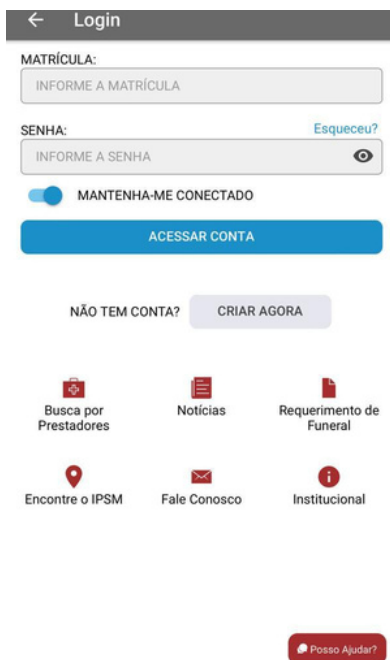 Login
MATRÍCULA:
INFORME A MATRÍCULA
SENHA:
Esqueceu?
INFORME A SENHA
MANTENHA-ME CONECTADO
ACESSAR CONTA
NÃO TEM CONTA?
CRIAR AGORA
Busca por
Prestadores
Notícias
Requerimento de
Funeral
Encontre o IPSM
Fale Conosco
Institucional
Posso Ajudar?